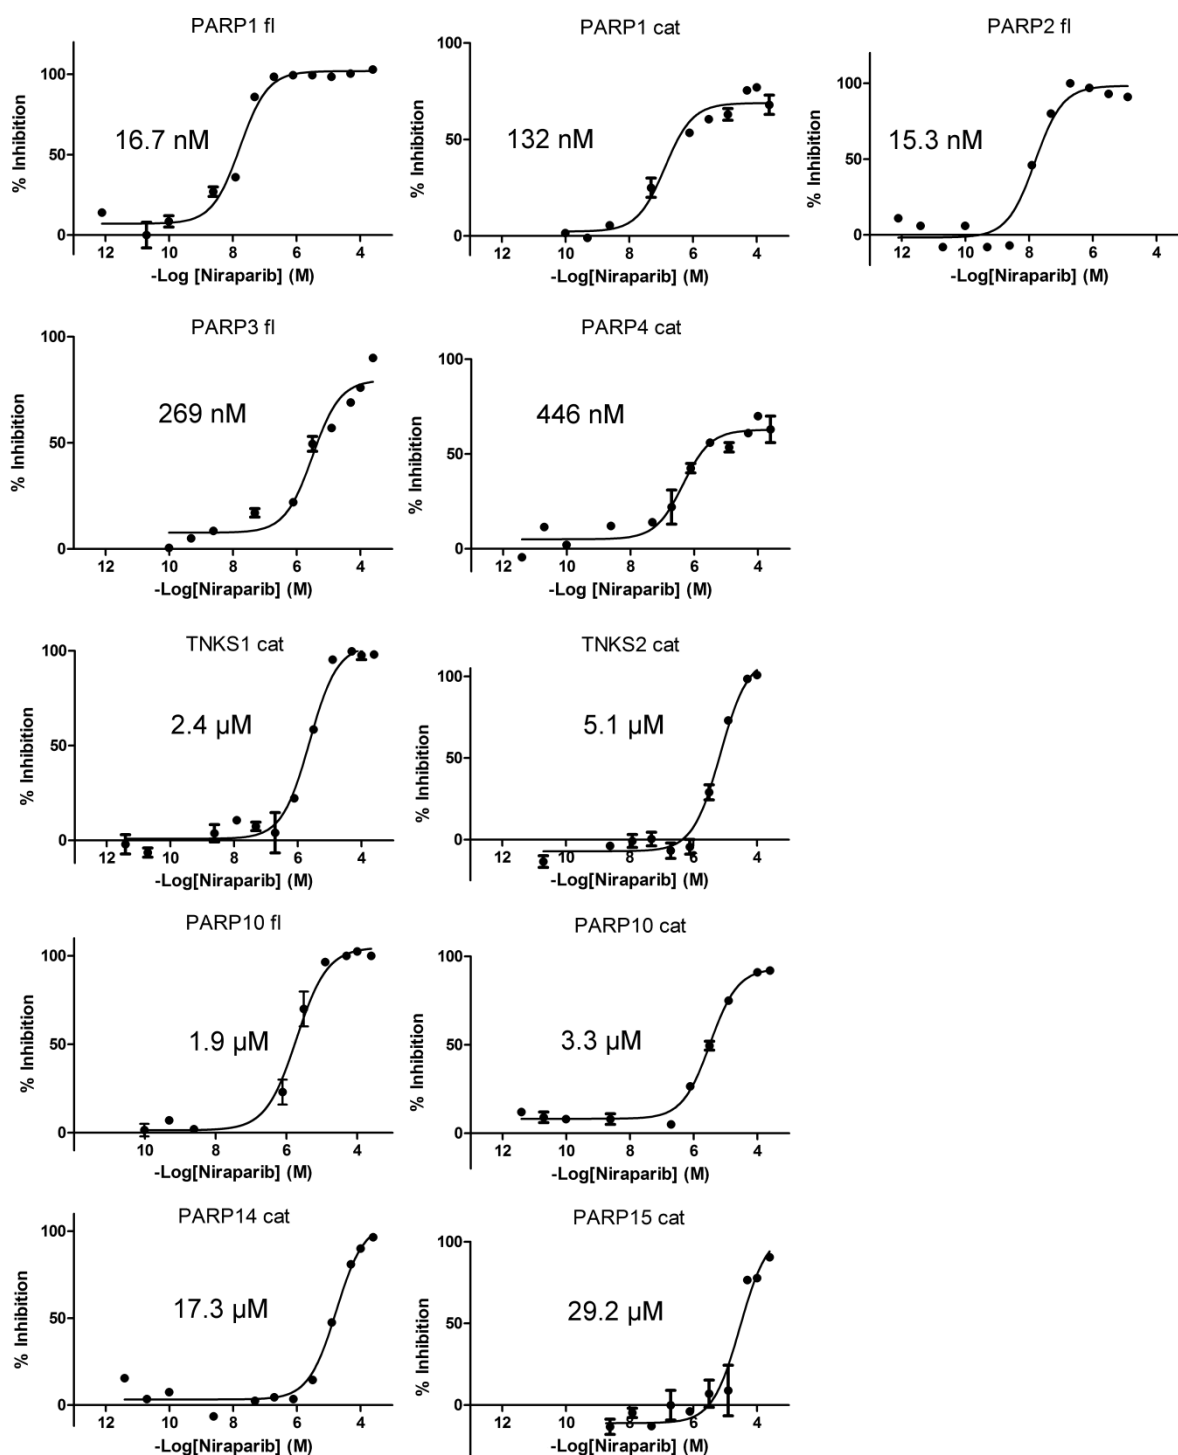 PARP1 fl
100
50
0
% Inhibition
16.7 nM
12 10 8 6 4
-Log [Niraparib] (M)
PARP1 cat
100
50
0
% Inhibition
132 nM
12 10 8 6 4
-Log [Niraparib] (M)
PARP2 fl
100
50
0
% Inhibition
15.3 nM
12 10 8 6 4
-Log[Niraparib] (M)
PARP3 fl
100
50
0
% Inhibition
269 nM
12 10 8 6 4
-Log[Niraparib] (M)
PARP4 cat
100
50
0
% Inhibition
446 nM
12 10 8 6 4
-Log [Niraparib] (M)
TNKS1 cat
100
50
0
% Inhibition
2.4 µM
12 10 8 6 4
-Log[Niraparib] (M)
TNKS2 cat
100
50
0
% Inhibition
5.1 µM
12 10 8 6 4
-Log[Niraparib] (M)
PARP10 fl
100
50
0
% Inhibition
1.9 µM
10 8 6 4
-Log[Niraparib] (M)
PARP10 cat
100
50
0
% Inhibition
3.3 µM
12 10 8 6 4
-Log[Niraparib] (M)
PARP14 cat
100
50
0
% Inhibition
17.3 µM
12 10 8 6 4
-Log[Niraparib] (M)
PARP15 cat
100
50
0
% Inhibition
29.2 µM
12 10 8 6 4
-Log[Niraparib] (M)